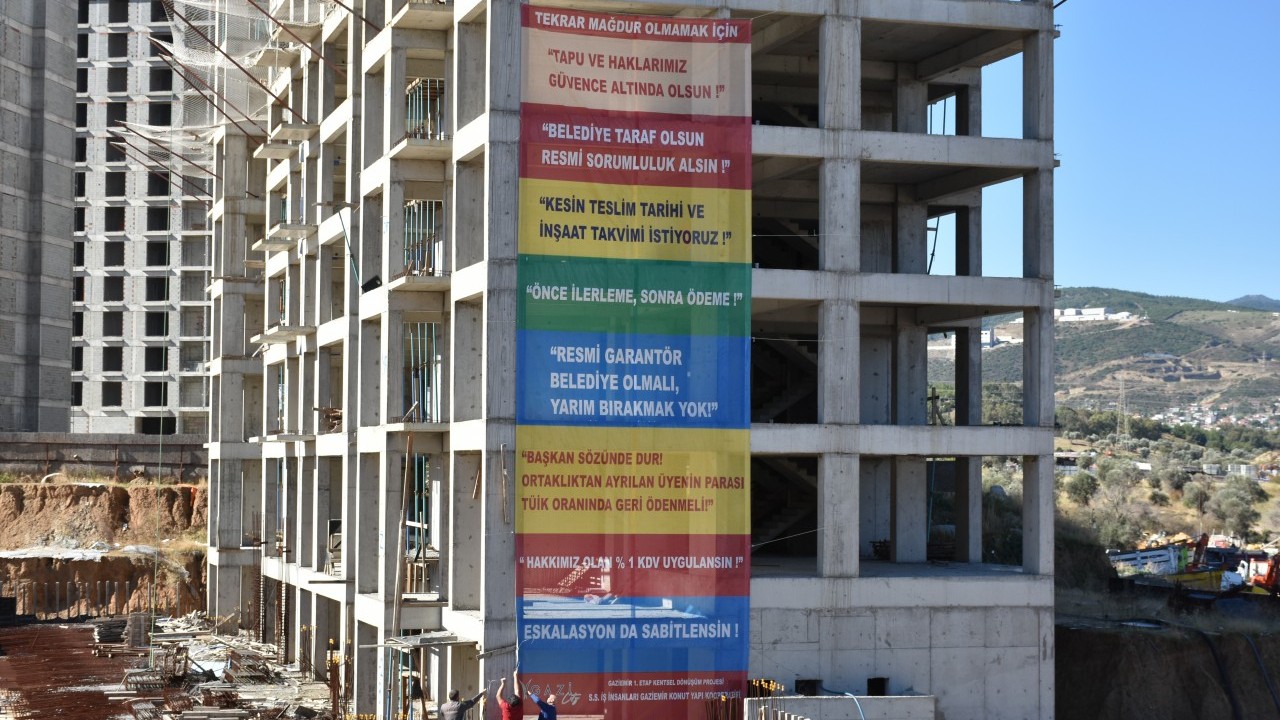 TEKRAR MAĞDUR OLMAMAK İÇİN
“TAPU VE HAKLARIMIZ
GÜVENCE ALTINDA OLSUN !”
“BELEDİYE TARAF OLSUN
RESMİ SORUMLULUK ALSIN !”
“KESİN TESLİM TARİHİ VE
İNŞAAT TAKVİMİ İSTİYORUZ !”
“ÖNCE İLERLEME, SONRA ÖDEME !”
“RESMİ GARANTÖR
BELEDİYE OLMALI,
YARIM BIRAKMAK YOK!”
“BAŞKAN SÖZÜNDE DUR!
ORTAKLIKTAN AYRILAN ÜYENİN PARASI
TÜİK ORANINDA GERİ ÖDENMELİ!”
“ HAKKIMIZ OLAN % 1 KDV UYGULANSIN !”
ESKALASYON DA SABİTLENSİN !
GAZİEMİR 1. ETAP KENTSEL DÖNÜŞÜM PROJESİ
S.S. İŞ İNSANLARI GAZİEMİR KONUT YAPI KOOPERATİFİ